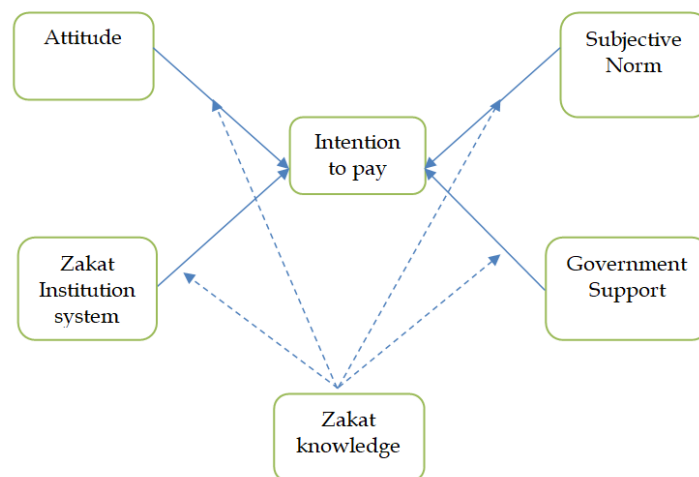 Attitude
Subjective
Norm
Intention
to pay
Zakat
Institution
system
Government
Support
Zakat
knowledge